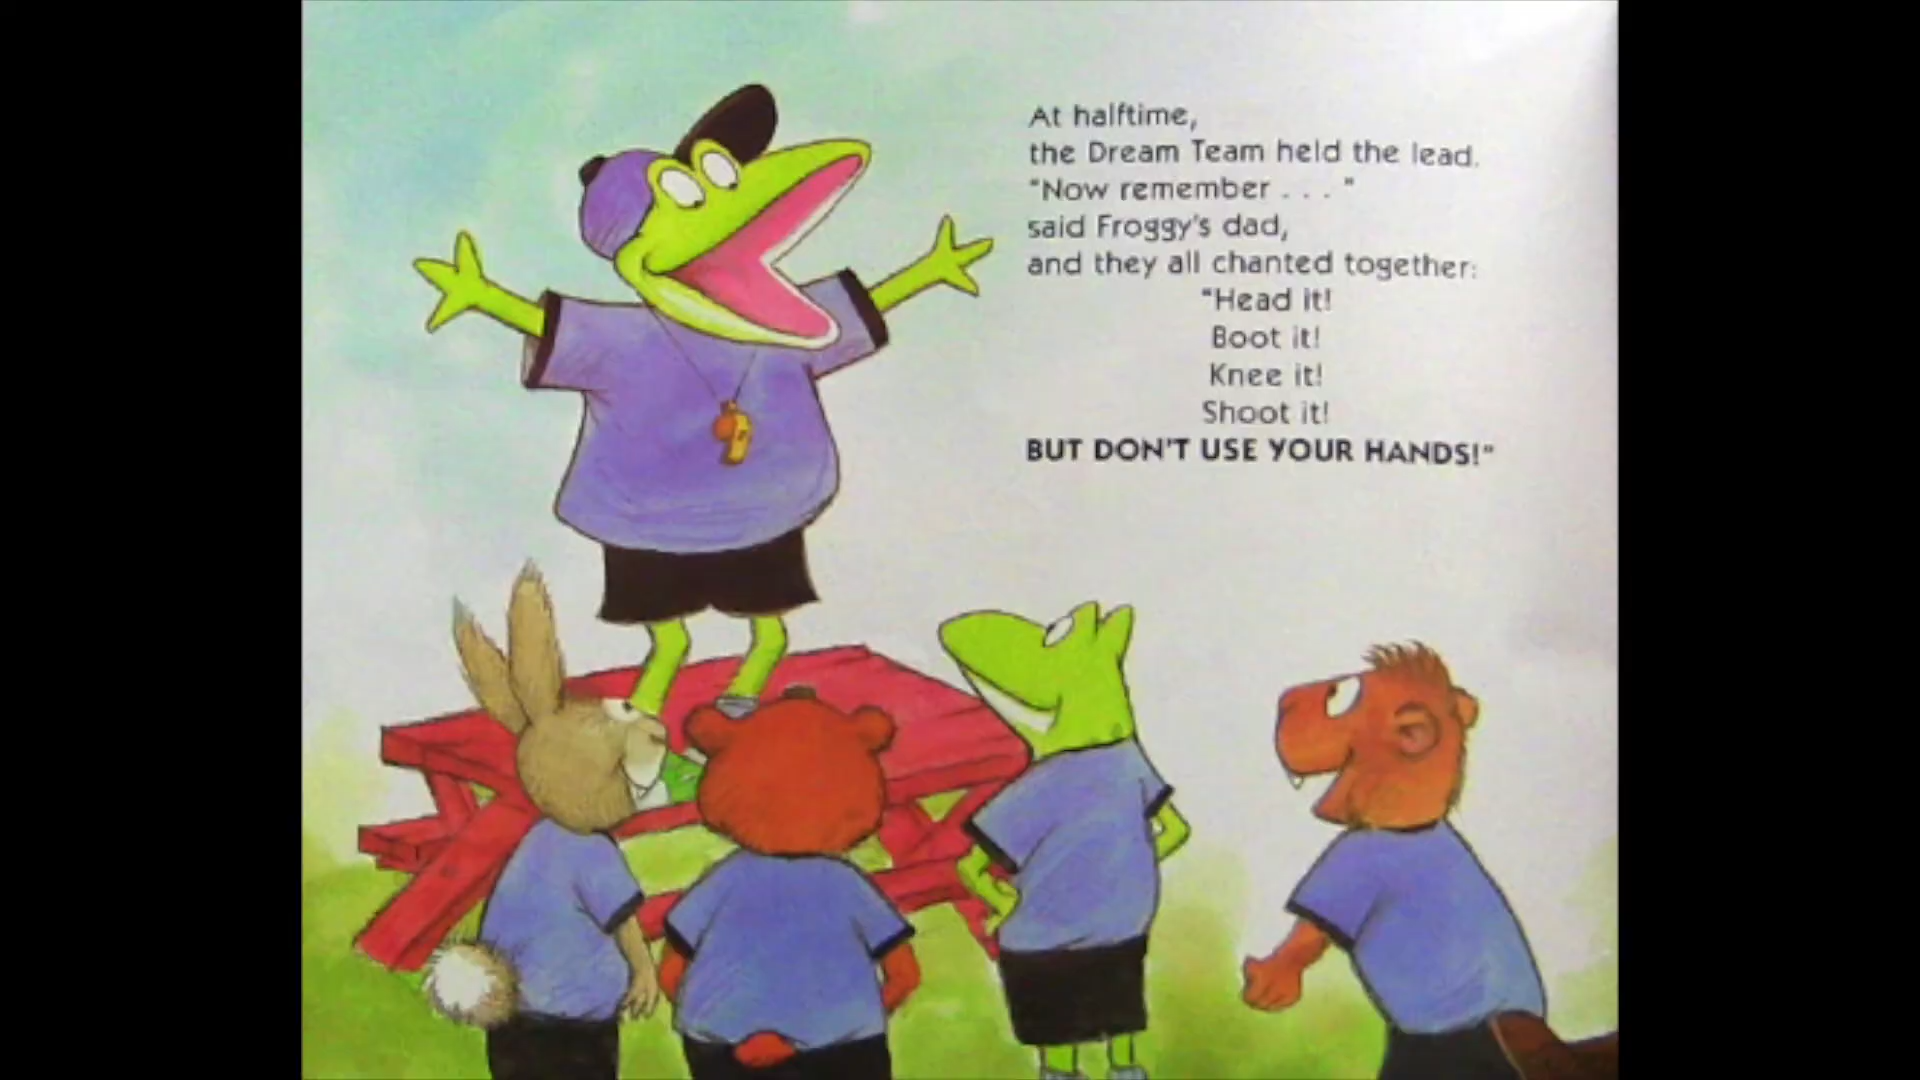 At halftime,
the Dream Team held the lead.
"Now remember . . . "
said Froggy's dad,
and they all chanted together:
"Head it!
Boot it!
Knee it!
Shoot it!
BUT DON'T USE YOUR HANDS!"